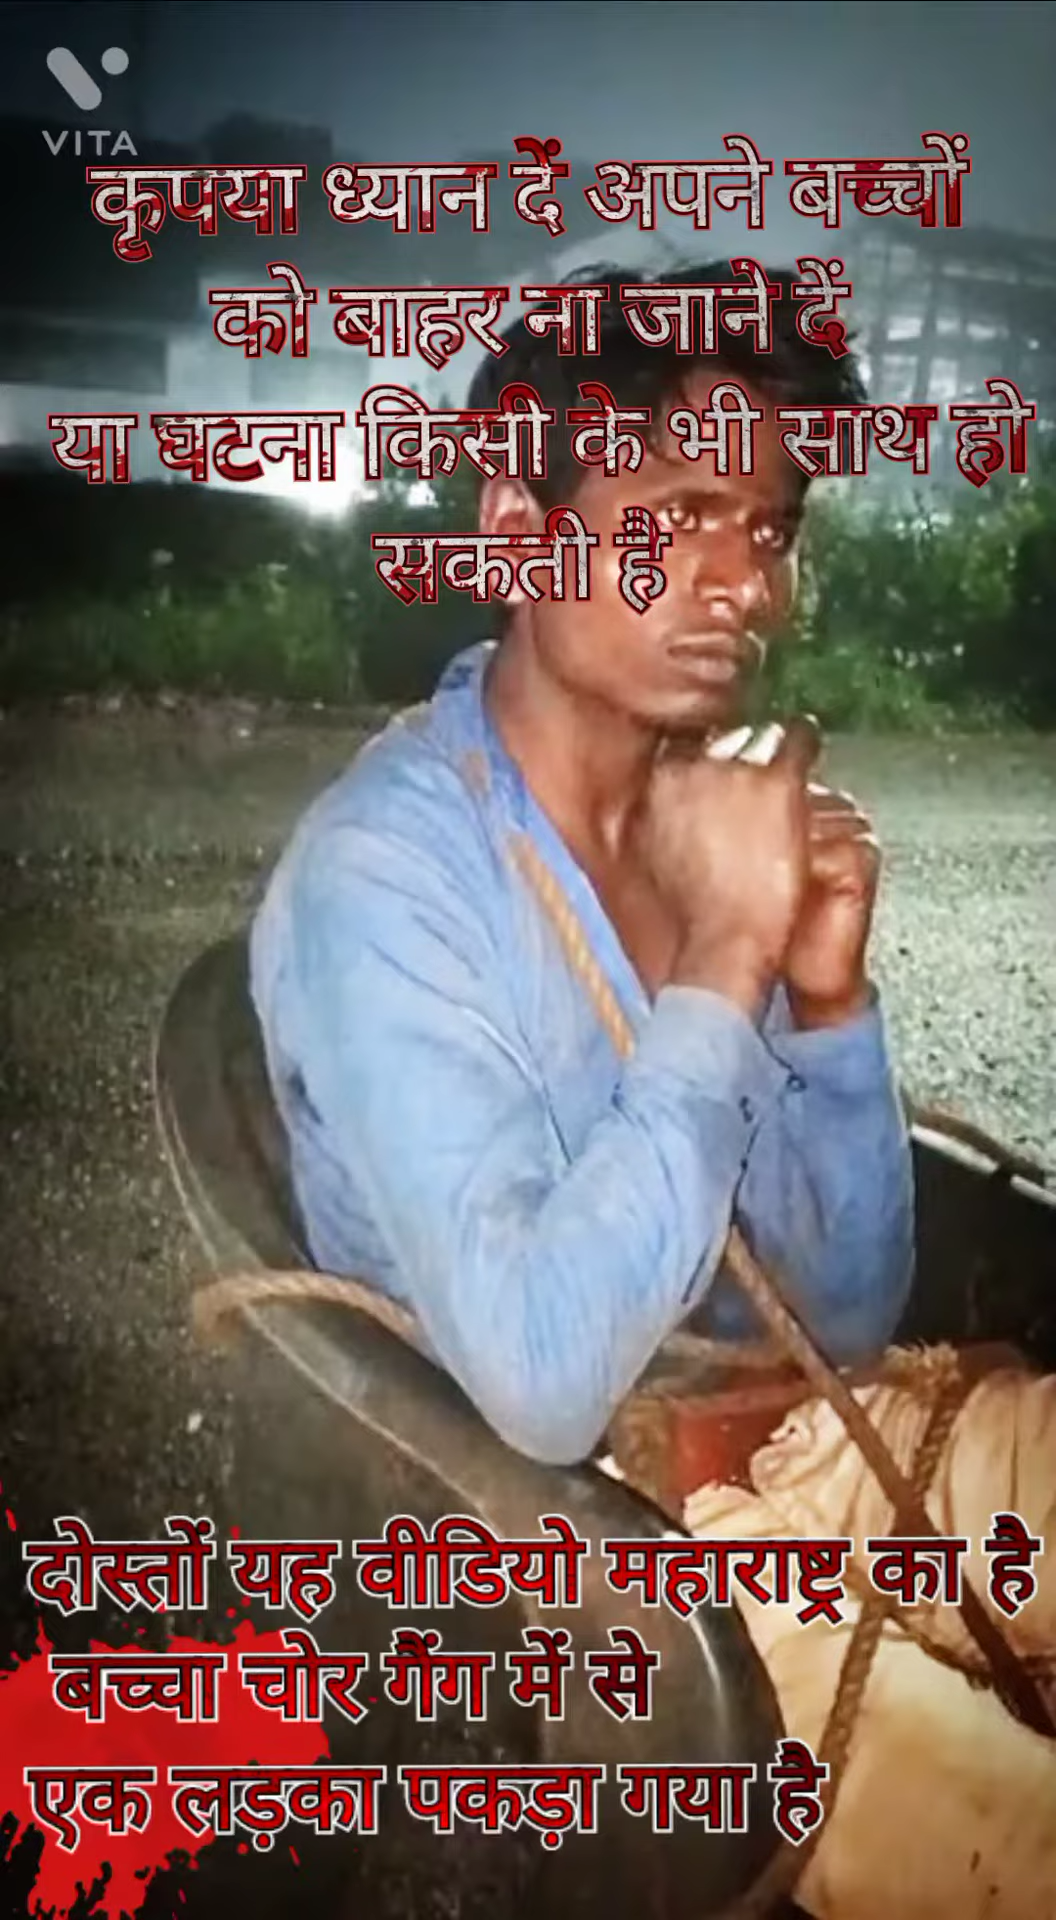 VITA
कृपया ध्यान दें अपने बच्चों
को बाहर ना जाने दें
या घटना किसी के भी साथ हो
सकती है
दोस्तों यह वीडियो महाराष्ट्र का है
बच्चा चोर गैंग में से
एक लड़का पकड़ा गया है